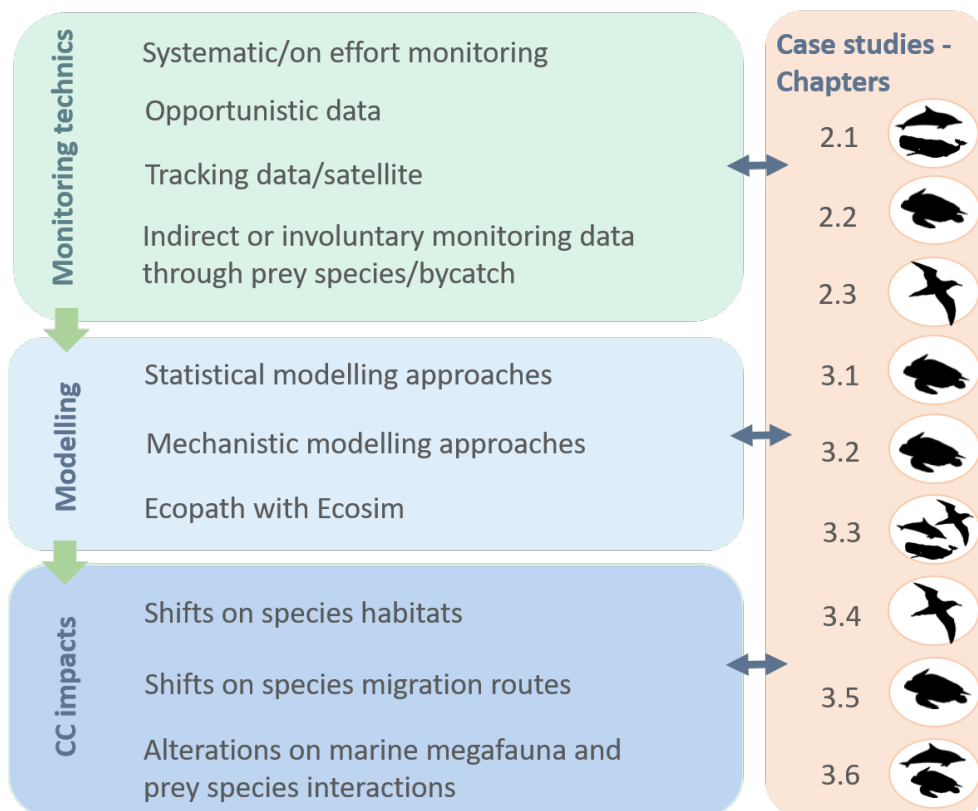 Monitoring technics
Systematic/on effort monitoring
Opportunistic data
Tracking data/satellite
Indirect or involuntary monitoring data
through prey species/bycatch
Modelling
Statistical modelling approaches
Mechanistic modelling approaches
Ecopath with Ecosim
CC impacts
Shifts on species habitats
Shifts on species migration routes
Alterations on marine megafauna and
prey species interactions
Case studies -
Chapters
2.1
2.2
2.3
3.1
3.2
3.3
3.4
3.5
3.6